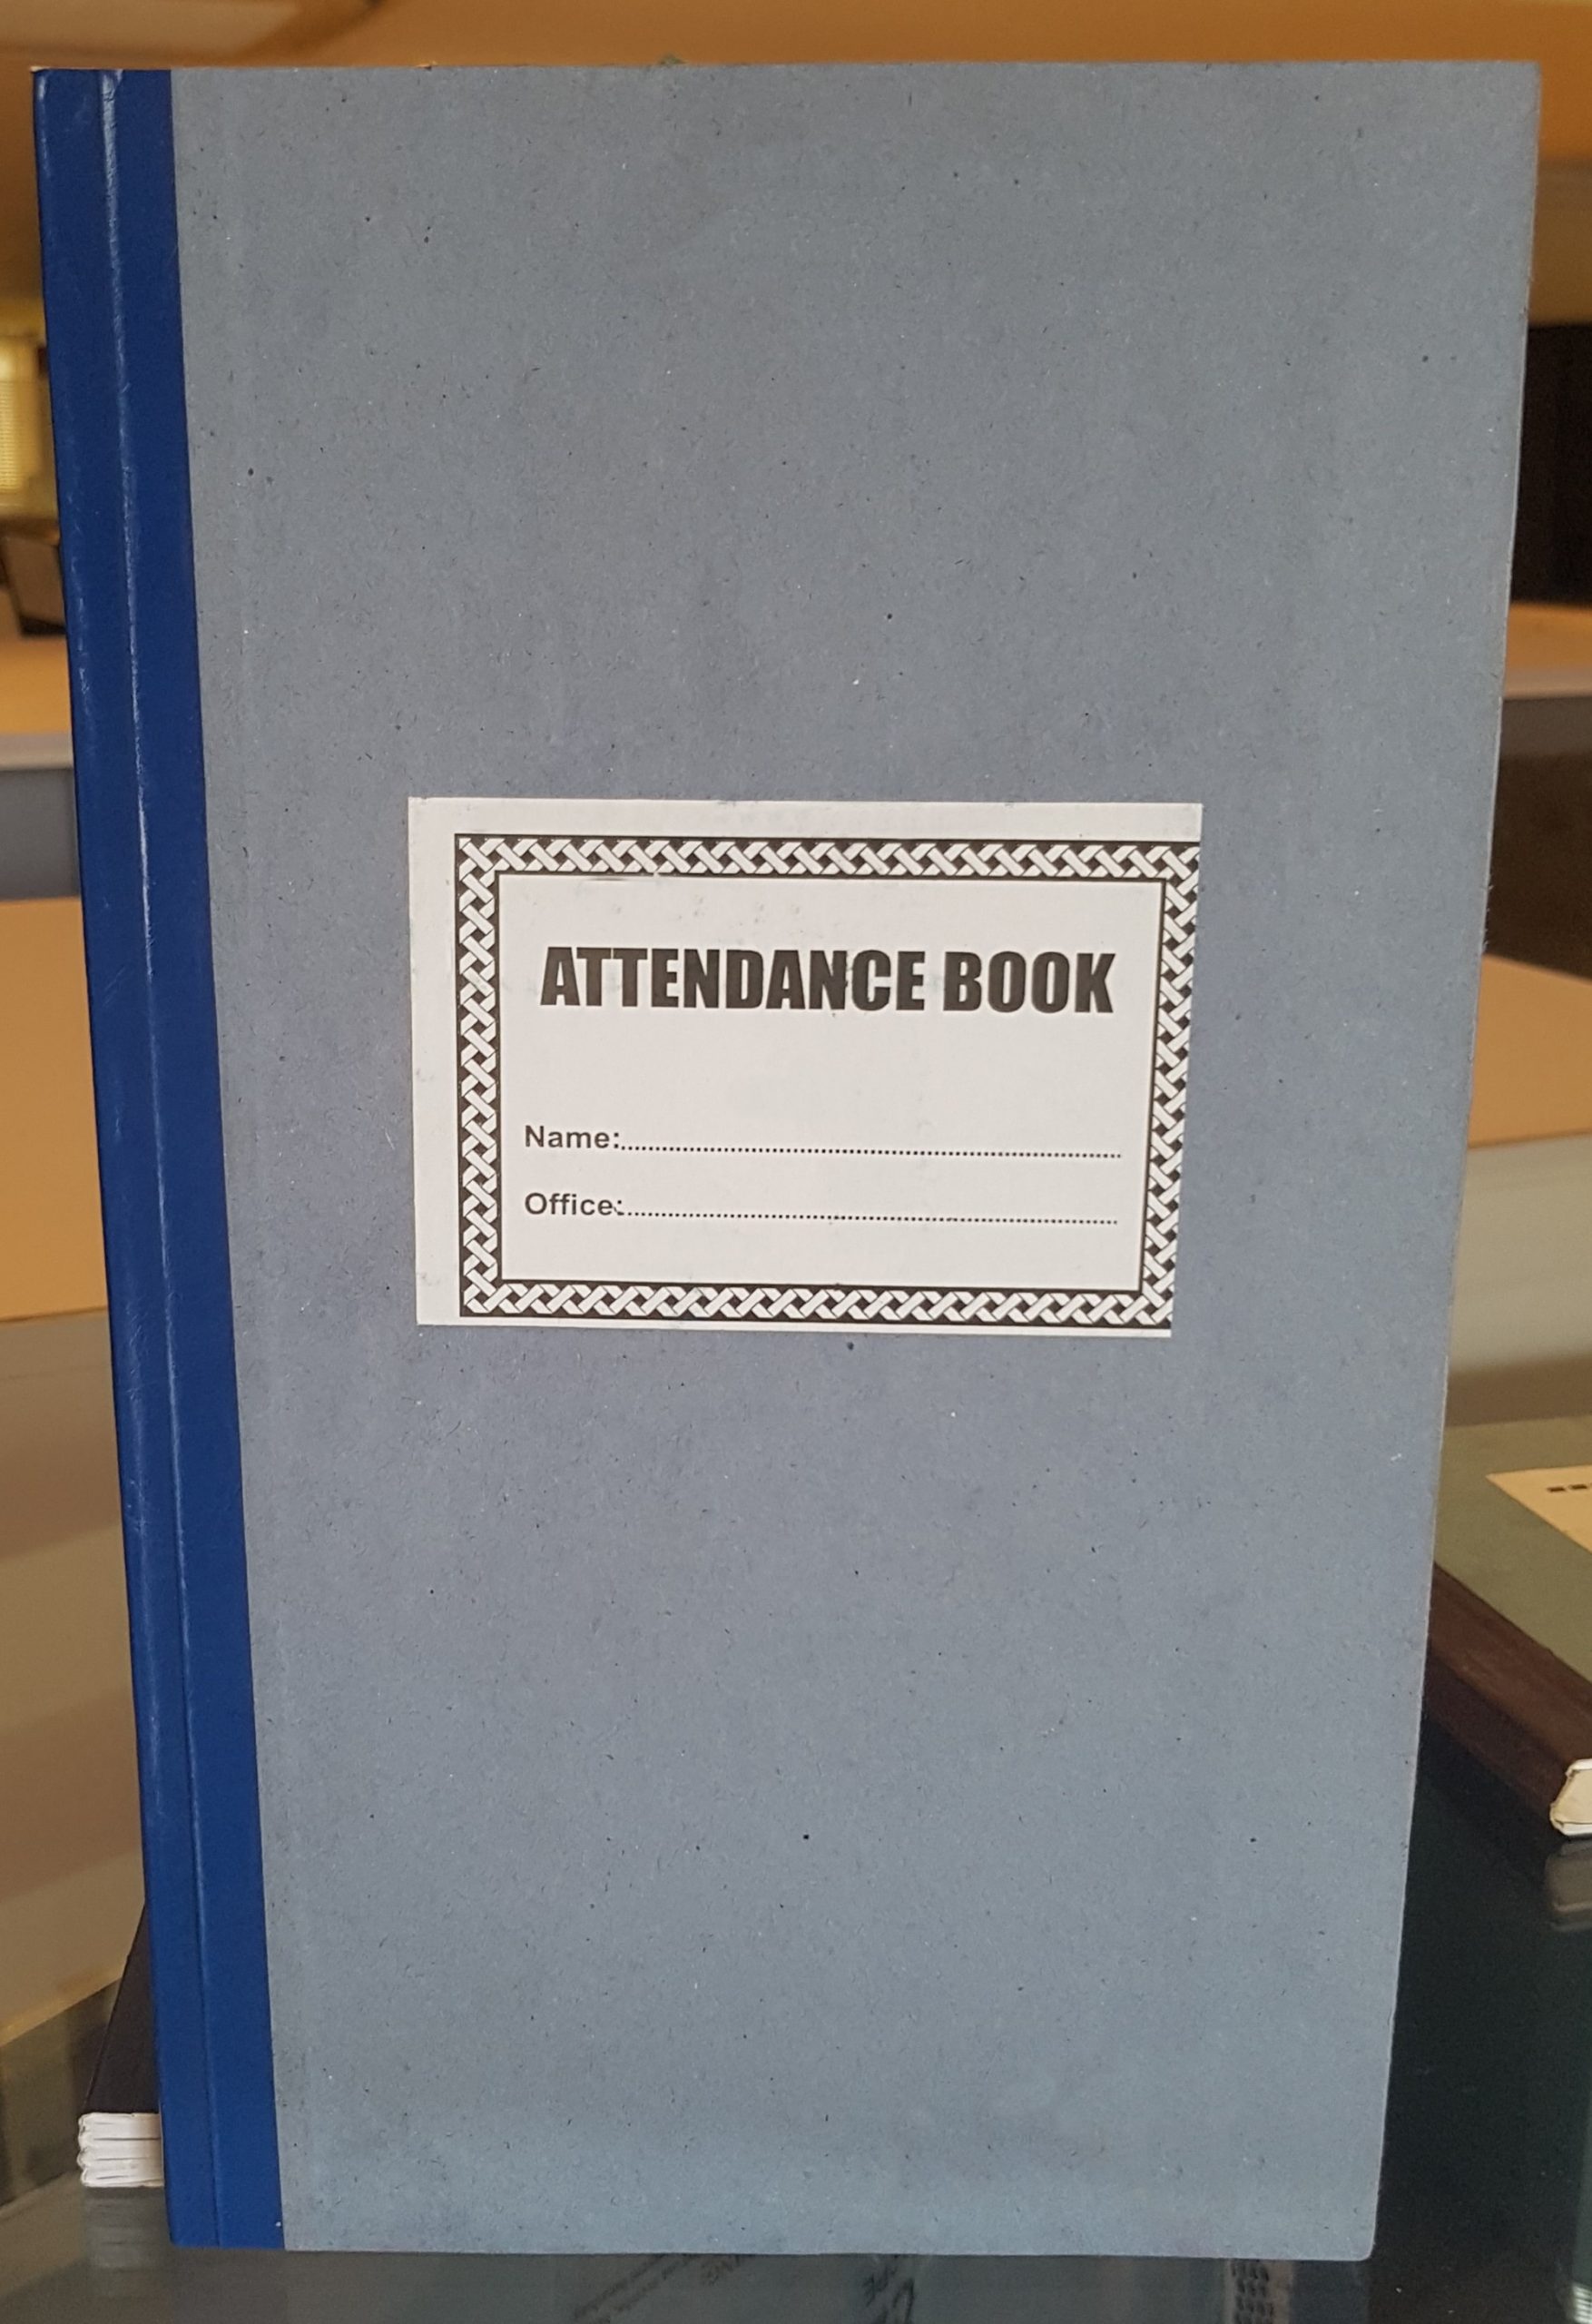 ATTENDANCE BOOK
Name:..........................................................................................
Office:..........................................................................................